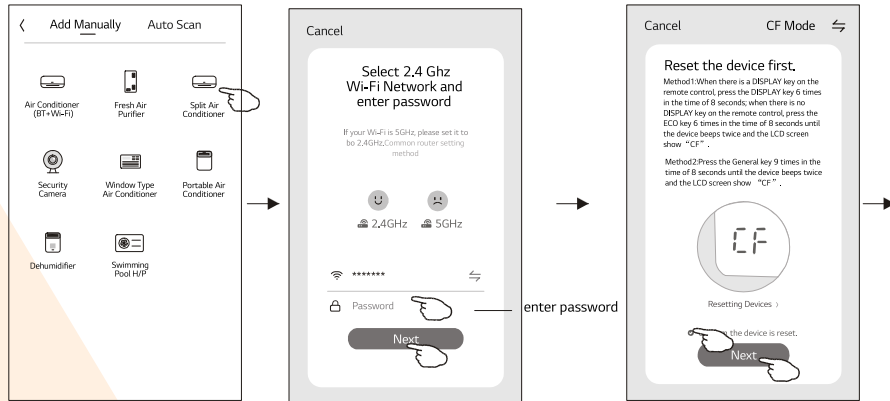 Add Manually Auto Scan
Air Conditioner
(BT+Wi-Fi)
Fresh Air
Purifier
Split Air
Conditioner
Security
Camera
Window Type
Air Conditioner
Portable Air
Conditioner
Dehumidifier
Swimming
Pool H/P
Cancel
Select 2.4 Ghz
Wi-Fi Network and
enter password
If your Wi-Fi is 5GHz, please set it to
bo 2,4GHz,Common router setting
method
2.4GHz 5GHz
*******
Password
Next
enter password
Cancel CF Mode
Reset the device first.
Method1:When there is a DISPLAY key on the
remote control, press the DISPLAY key 6 times
in the time of 8 seconds; when there is no
DISPLAY key on the remote control, press the
ECO key 6 times in the time of 8 seconds until
the device beeps twice and the LCD screen
show “CF”.
Method2:Press the General key 9 times in the
time of 8 seconds until the device beeps twice
and the LCD screen show “CF”.
CF
Resetting Devices
the device is reset.
Next